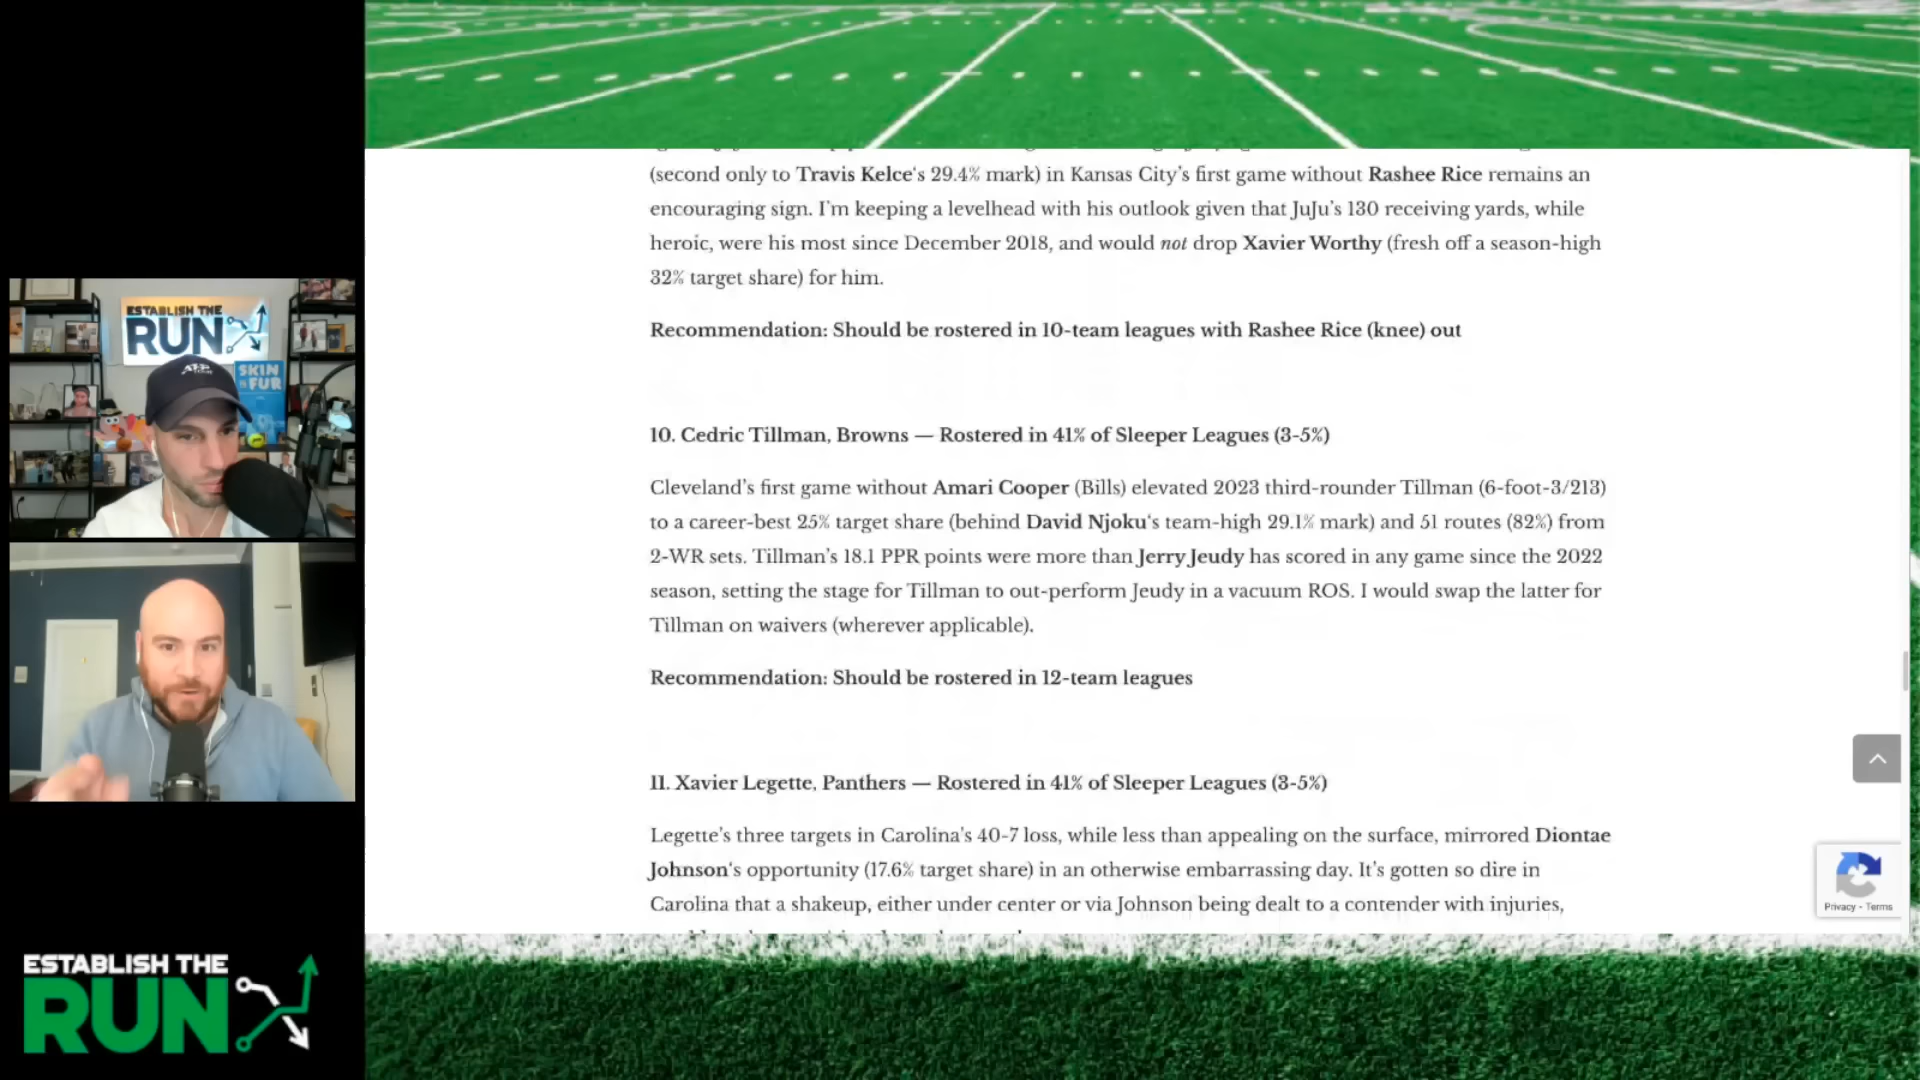 (second only to Travis Kelce‘s 29.4% mark) in Kansas City’s first game without Rashee Rice remains an
encouraging sign. I’m keeping a levelhead with his outlook given that JuJu’s 130 receiving yards, while
heroic, were his most since December 2018, and would not drop Xavier Worthy (fresh off a season-high
32% target share) for him.
Recommendation: Should be rostered in 10-team leagues with Rashee Rice (knee) out
10. Cedric Tillman, Browns — Rostered in 41% of Sleeper Leagues (3-5%)
Cleveland’s first game without Amari Cooper (Bills) elevated 2023 third-rounder Tillman (6-foot-3/213)
to a career-best 25% target share (behind David Njoku‘s team-high 29.1% mark) and 51 routes (82%) from
2-WR sets. Tillman’s 18.1 PPR points were more than Jerry Jeudy has scored in any game since the 2022
season, setting the stage for Tillman to out-perform Jeudy in a vacuum ROS. I would swap the latter for
Tillman on waivers (wherever applicable).
Recommendation: Should be rostered in 12-team leagues
11. Xavier Legette, Panthers — Rostered in 41% of Sleeper Leagues (3-5%)
Legette’s three targets in Carolina’s 40-7 loss, while less than appealing on the surface, mirrored Diontae
Johnson‘s opportunity (17.6% target share) in an otherwise embarrassing day. It’s gotten so dire in
Carolina that a shakeup, either under center or via Johnson being dealt to a contender with injuries,
Privacy - Terms
ESTABLISH THE
RUN
SKIN
FUR
ATP
ESTABLISH THE
RUN